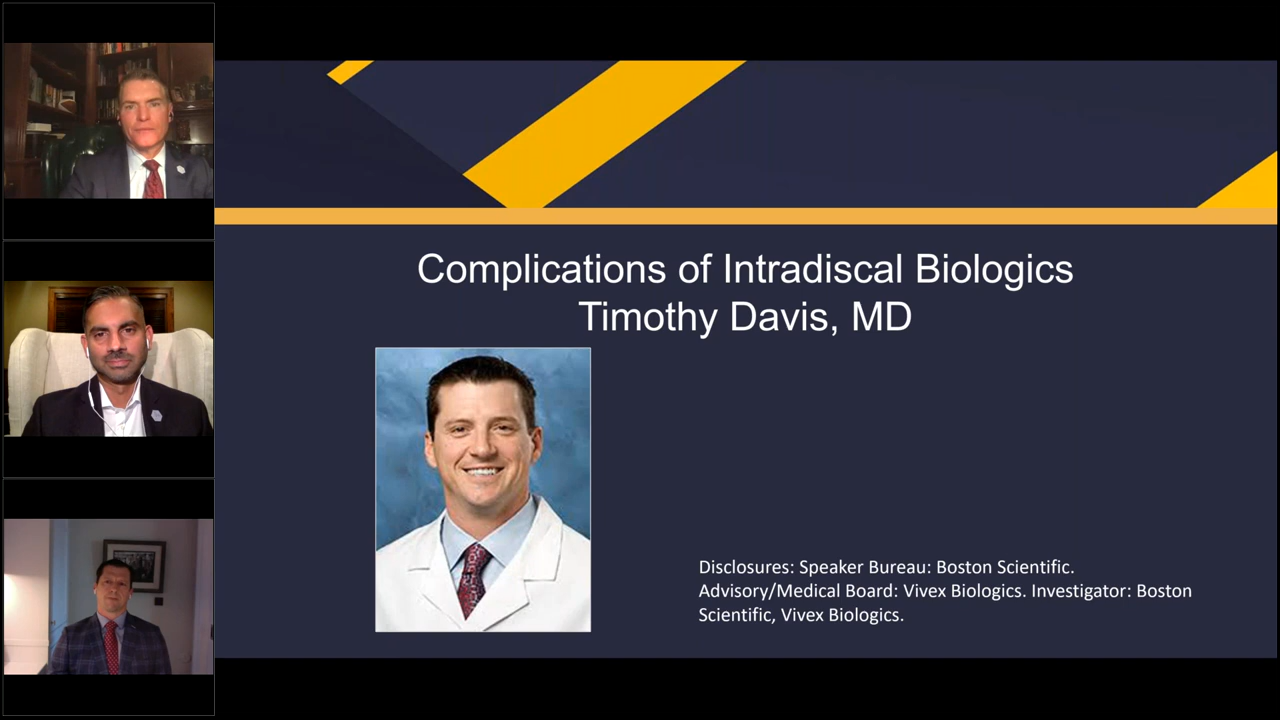 Complications of Intradiscal Biologics
Timothy Davis, MD
Disclosures: Speaker Bureau: Boston Scientific.
Advisory/Medical Board: Vivex Biologics. Investigator: Boston
Scientific, Vivex Biologics.